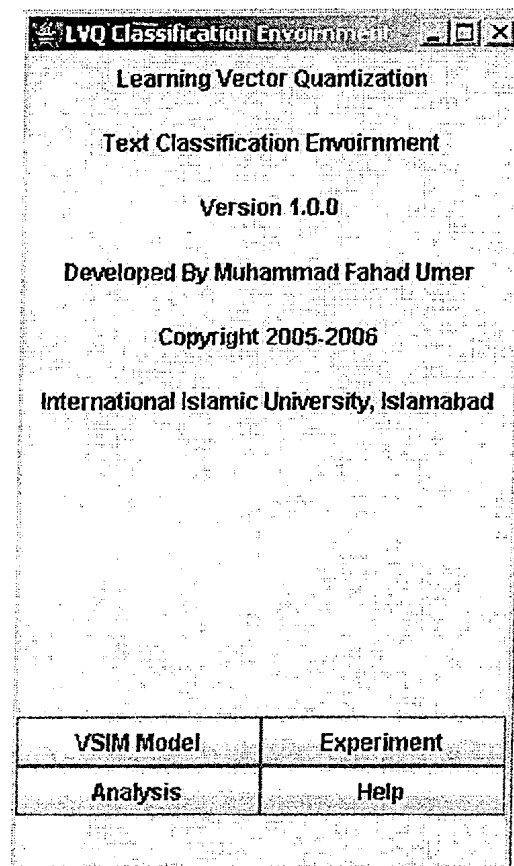 LVQ Classification Envoirnment
Learning Vector Quantization
Text Classification Envoirnment
Version 1.0.0
Developed By Muhammad Fahad Umer
Copyright 2005-2006
International Islamic University, Islamabad
VSIM Model Experiment
Analysis Help